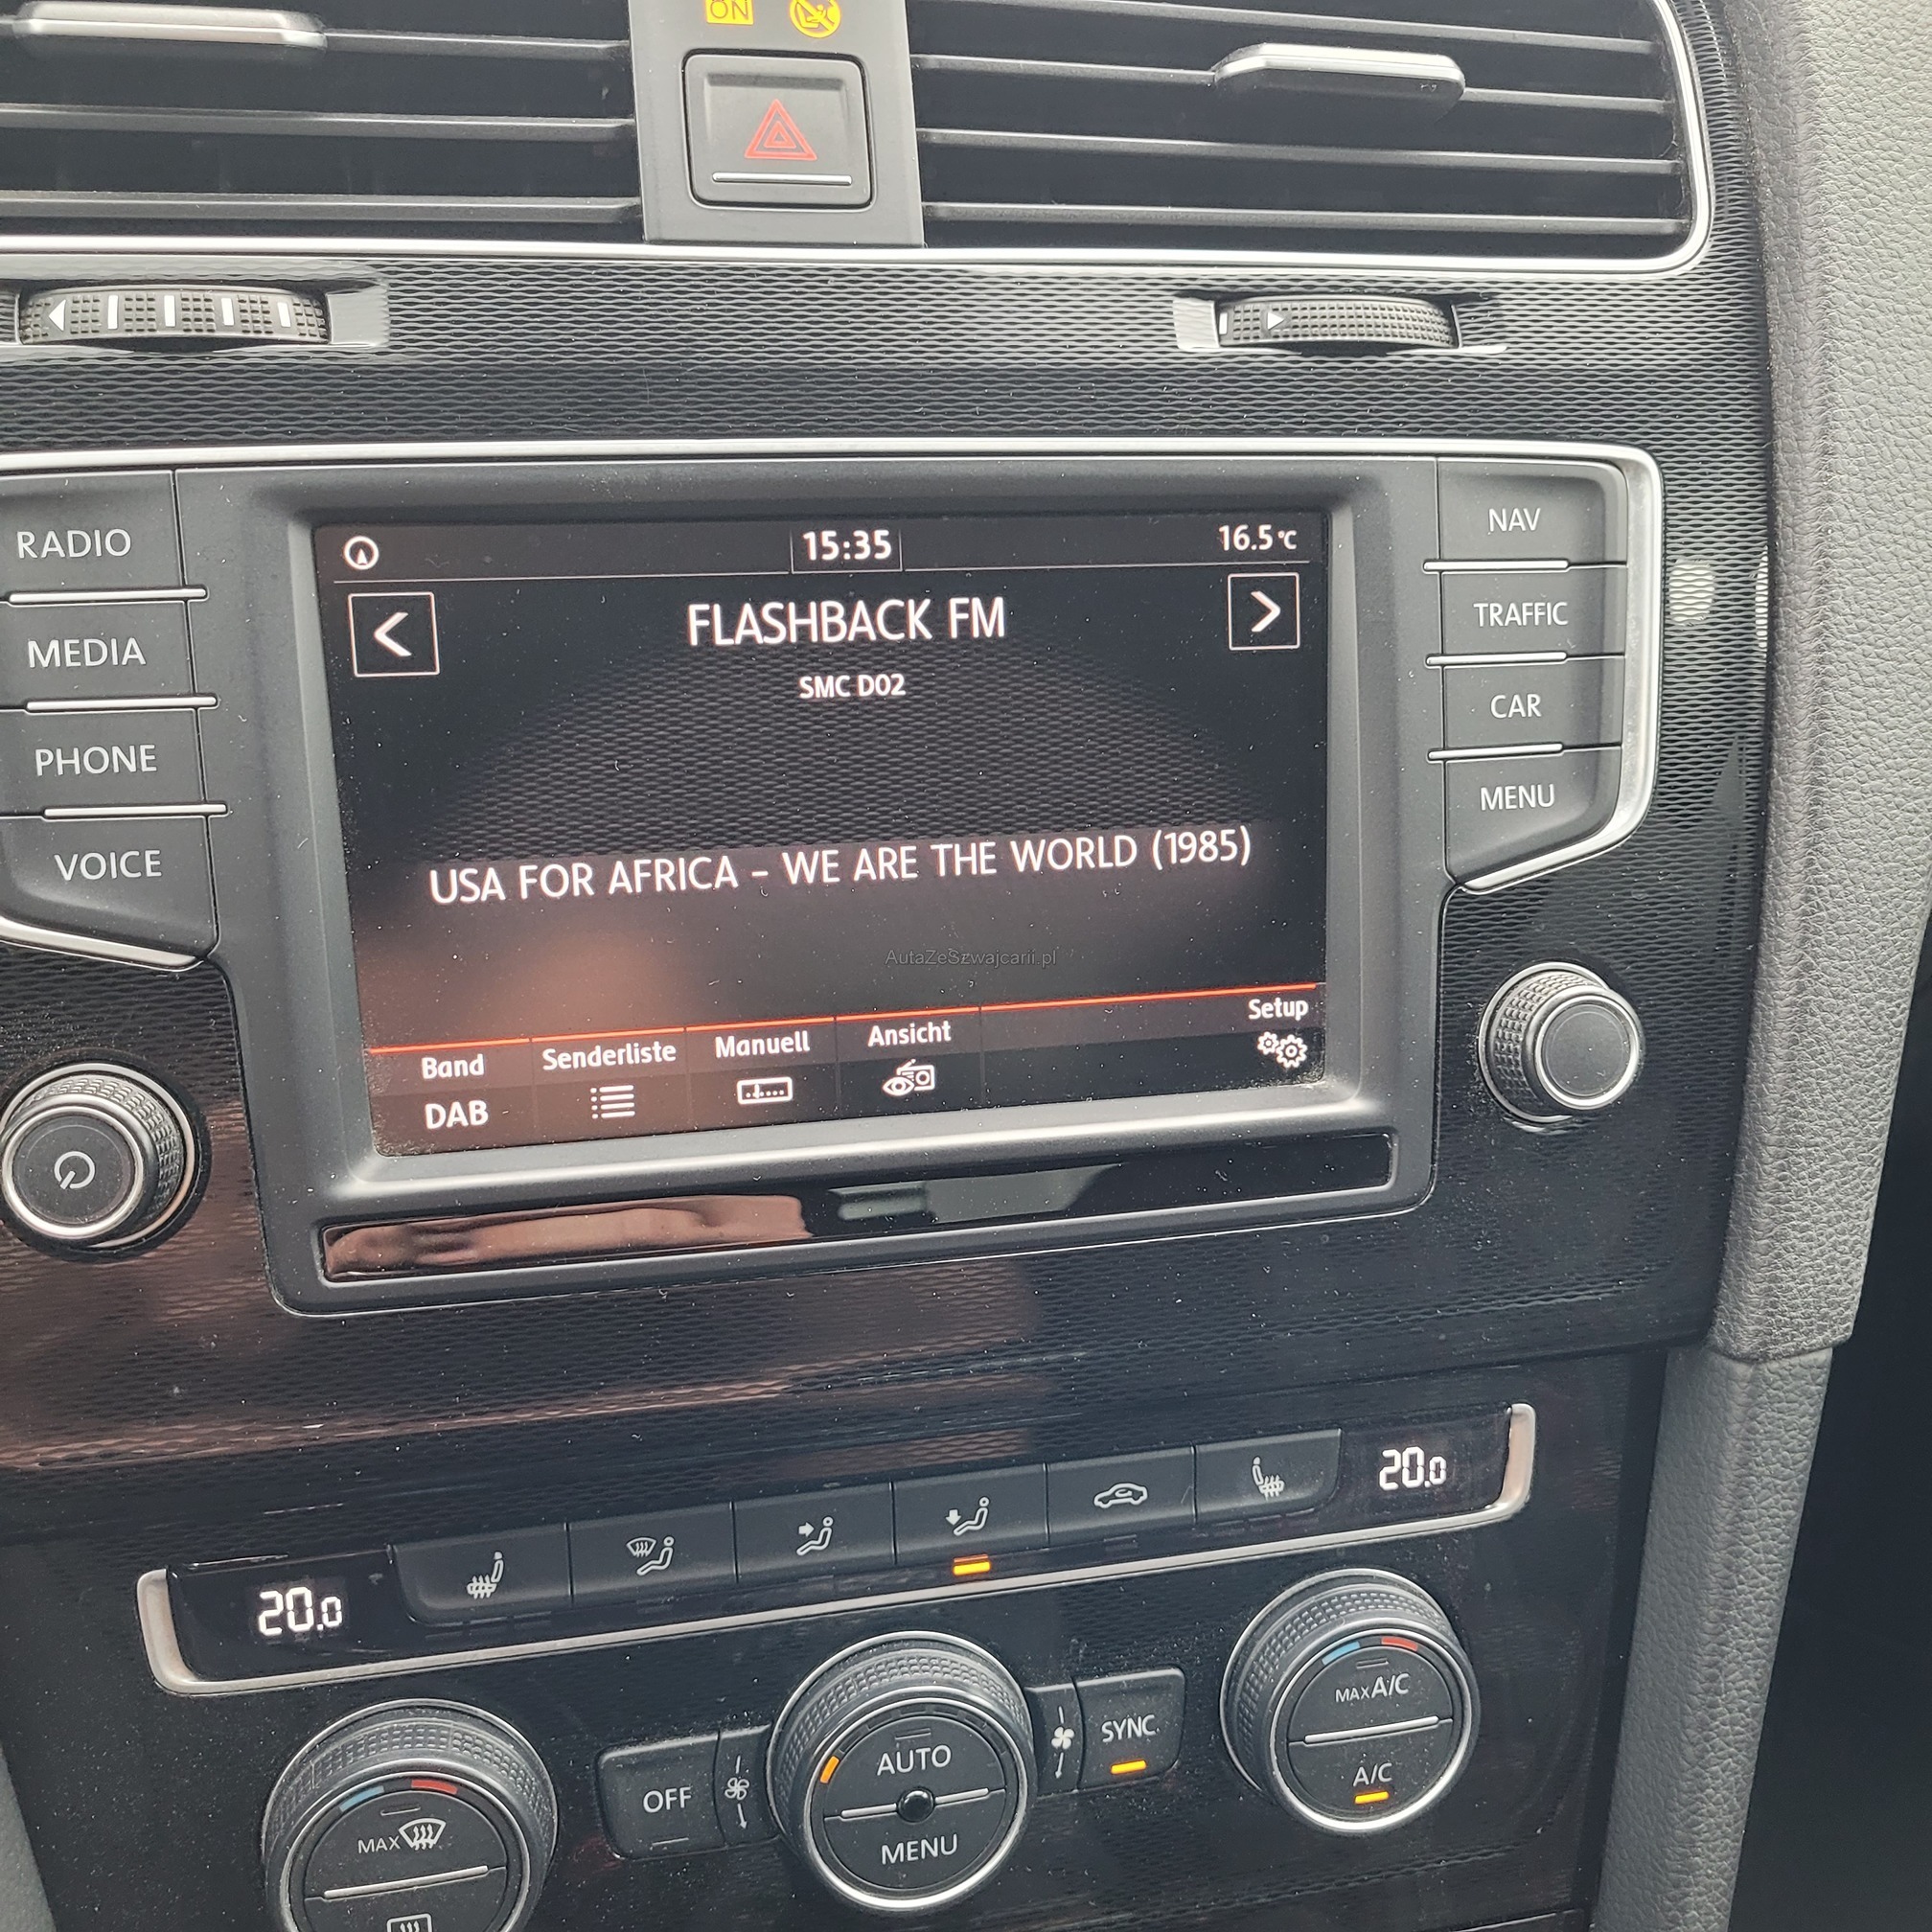 ON
RADIO
MEDIA
PHONE
VOICE
15:35
16.5°C
FLASHBACK FM
SMC D02
USA FOR AFRICA - WE ARE THE WORLD (1985)
AutaZeSzwajcarii.pl
Band
DAB
Senderliste
Manuell
Ansicht
Setup
NAV
TRAFFIC
CAR
MENU
20.0
20.0
MAX
OFF
AUTO
MENU
SYNC
MAX A/C
A/C